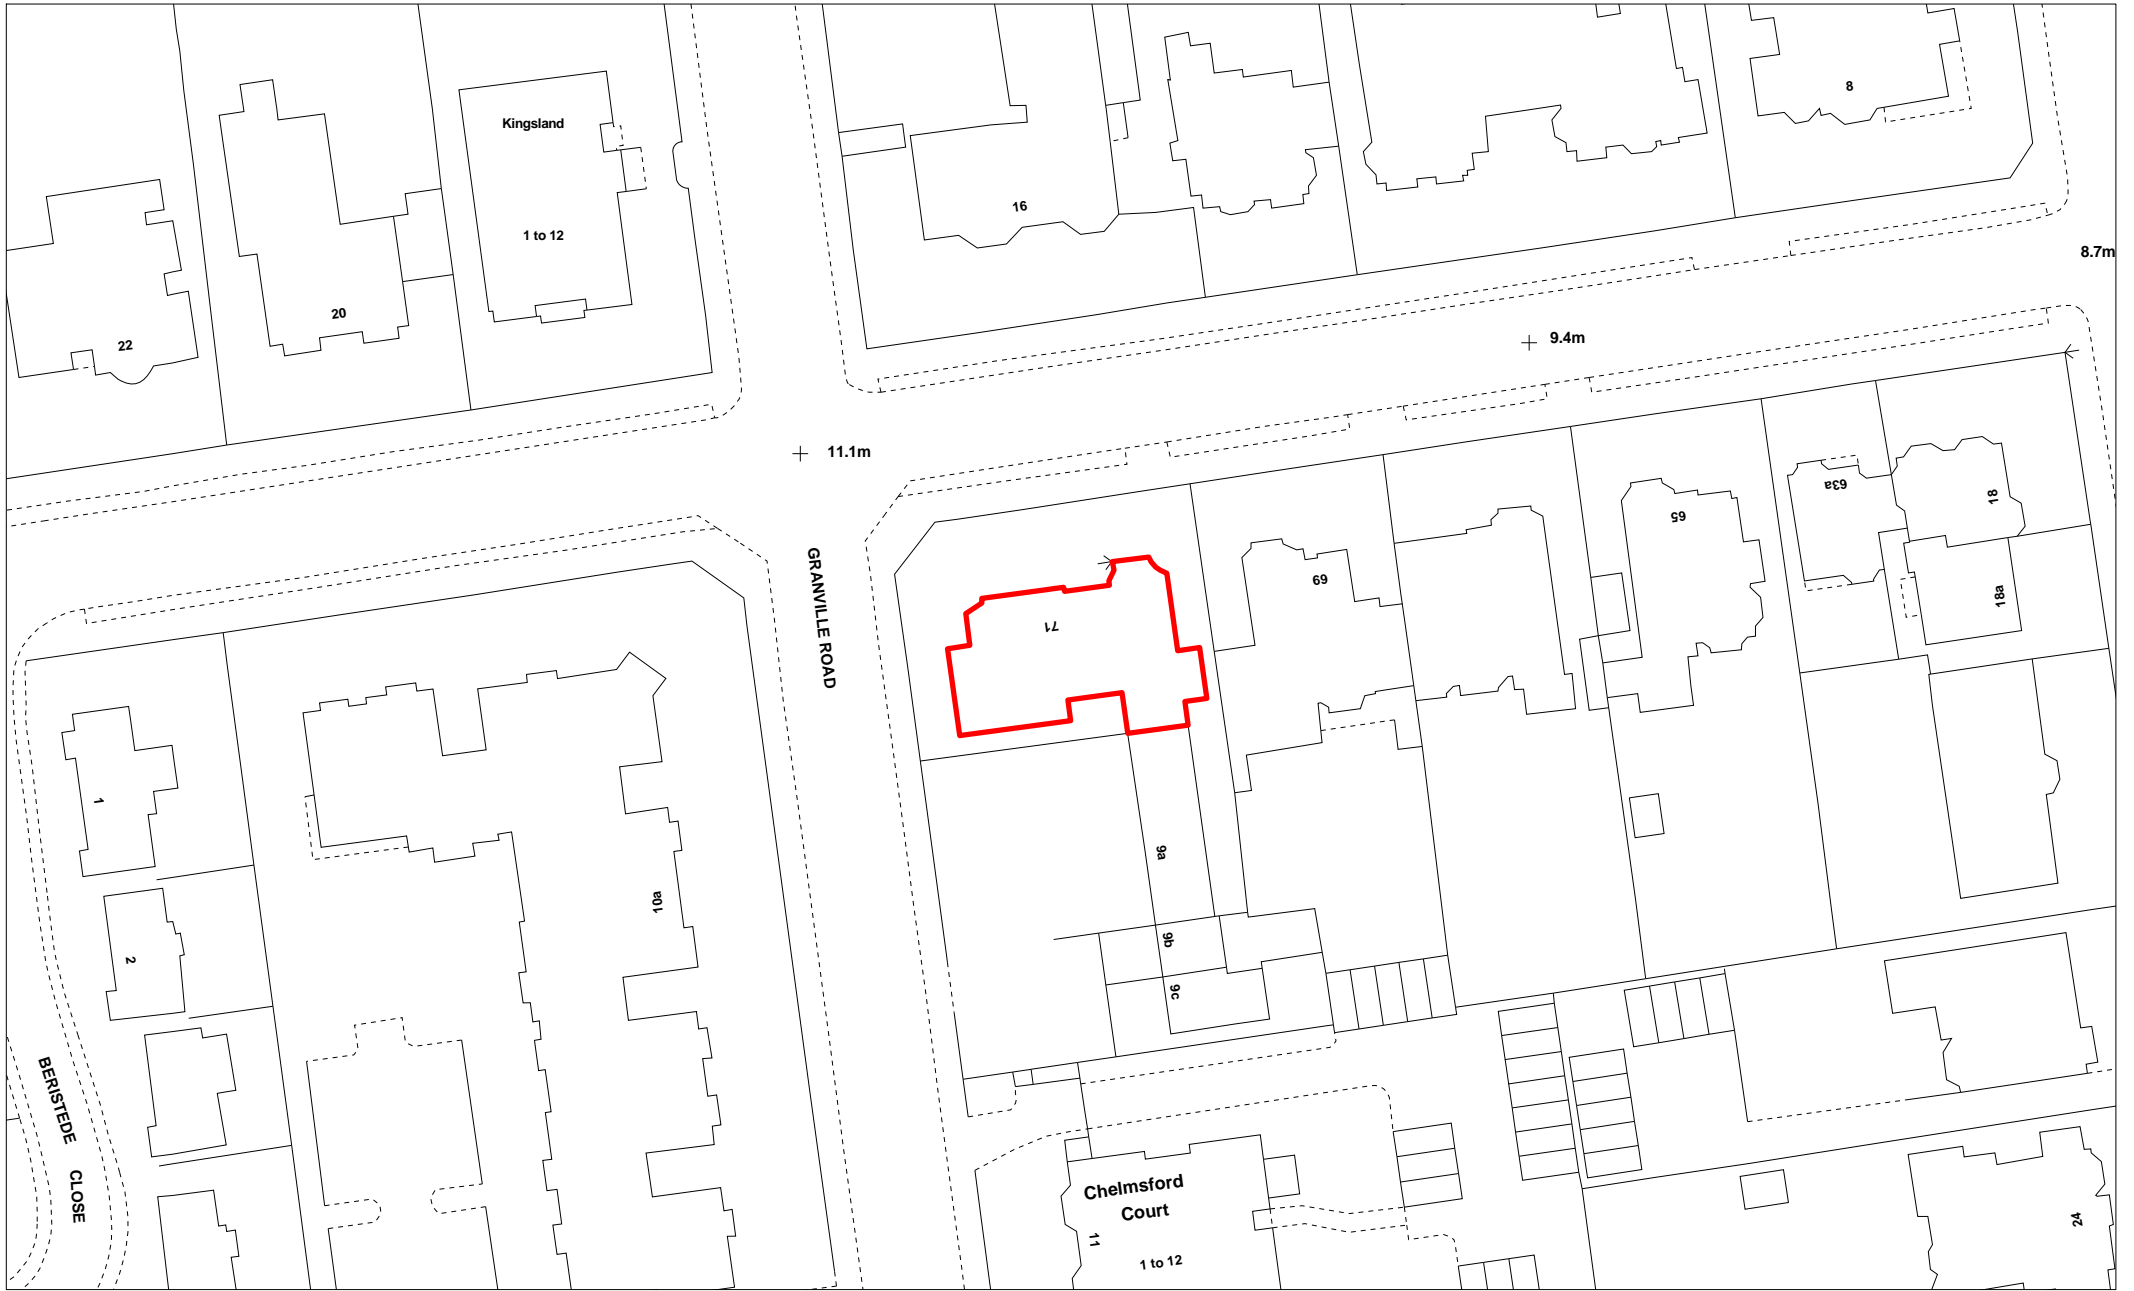 8
Kingsland
16
1 to 12
8.7m
20
9.4m
22
11.1m
63a
18
65
GRANVILLE ROAD
69
18a
71
1
9a
10a
9b
2
9c
BERISTEDE CLOSE
Chelmsford
Court
11
24
1 to 12